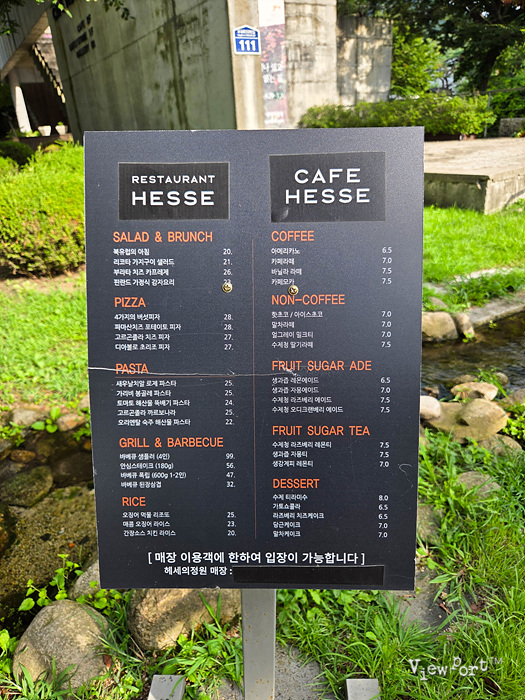 111
RESTAURANT
HESSE
SALAD & BRUNCH
북유럽의 아침 20.
리코타 가지구이 샐러드 21.
부라타 치즈 카프레제 26.
핀란드 가정식 감자요리
PIZZA
4가지의 버섯피자 28.
파마산치즈 포테이토 피자 28.
고르곤졸라 치즈 피자 27.
디아볼로 초리조 피자 27.
PASTA
새우날치알 로제 파스타 25.
가리비 봉골레 파스타 25.
토마토 해산물 뚝배기 파스타 24.
고르곤졸라 까르보나라 25.
오리엔탈 숙주 파스타 22.
GRILL & BARBECUE
바베큐 샘플러 (4인) 99.
안심스테이크 (180g) 56.
바베큐 폭립 (600g 1-2인) 47.
바베큐 된장삼겹 32.
RICE
오징어 먹물 리조또 25.
매콤 오징어 라이스 23.
간장소스 치킨 라이스 20.
CAFE
HESSE
COFFEE
아메리카노 6.5
카페라떼 7.5
바닐라 라떼 7.5
카페모카 7.5
NON-COFFEE
핫초코 / 아이스초코 7.0
말차라떼 7.0
얼그레이 밀크티 7.0
수제청 딸기라떼 7.5
FRUIT SUGAR ADE
생과즙 레몬에이드 6.5
생과즙 자몽에이드 7.0
수제청 라즈베리 에이드 7.5
수제청 오디크랜베리 에이드 7.5
FRUIT SUGAR TEA
수제청 라즈베리 레몬티 7.5
생과즙 자몽티 7.5
생강계피 레몬티 7.0
DESSERT
수제 티라미수 8.0
가토쇼콜라 6.5
라즈베리 치즈케이크 6.5
당근케이크 7.0
말차케이크 7.0
[ 매장 이용객에 한하여 입장이 가능합니다 ]
헤세의정원 매장 :
ViewPort™